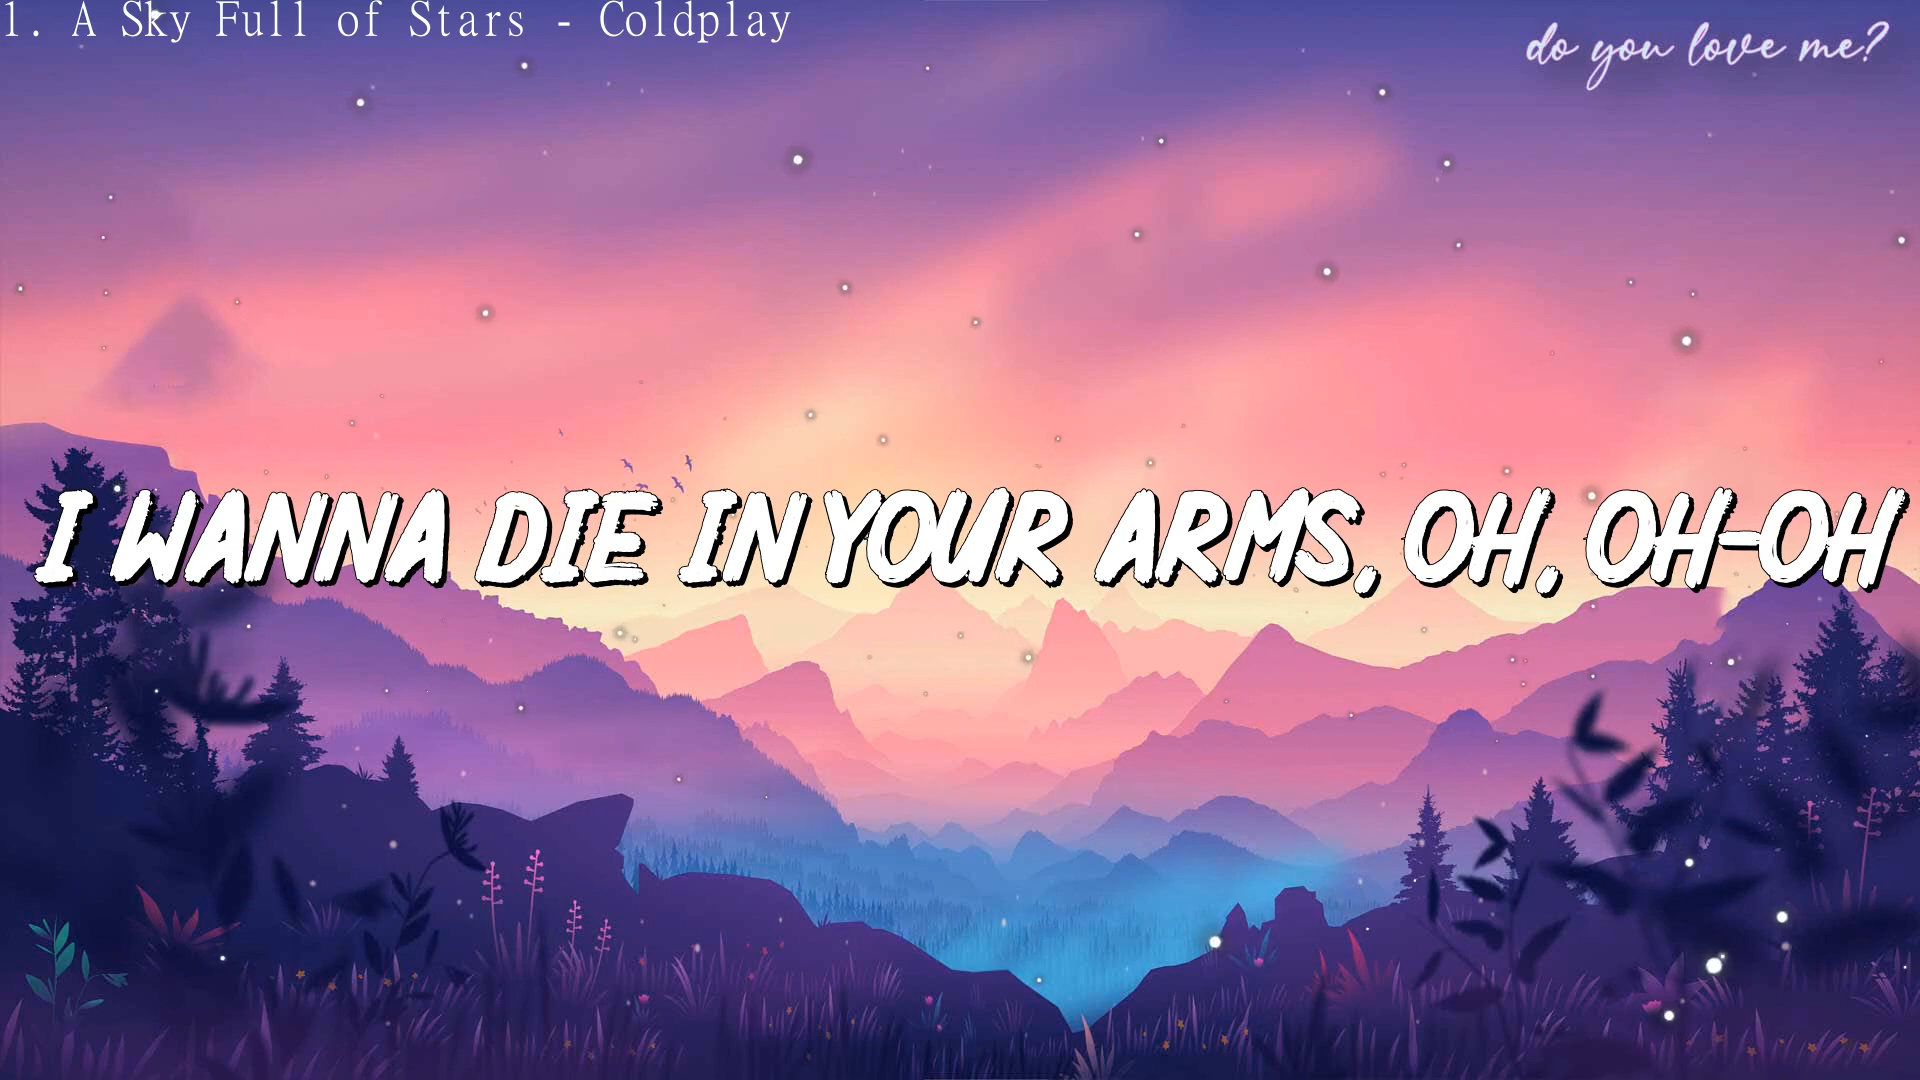 1. A Sky Full of Stars - Coldplay
do you love me?
I WANNA DIE IN YOUR ARMS, OH, OH-OH